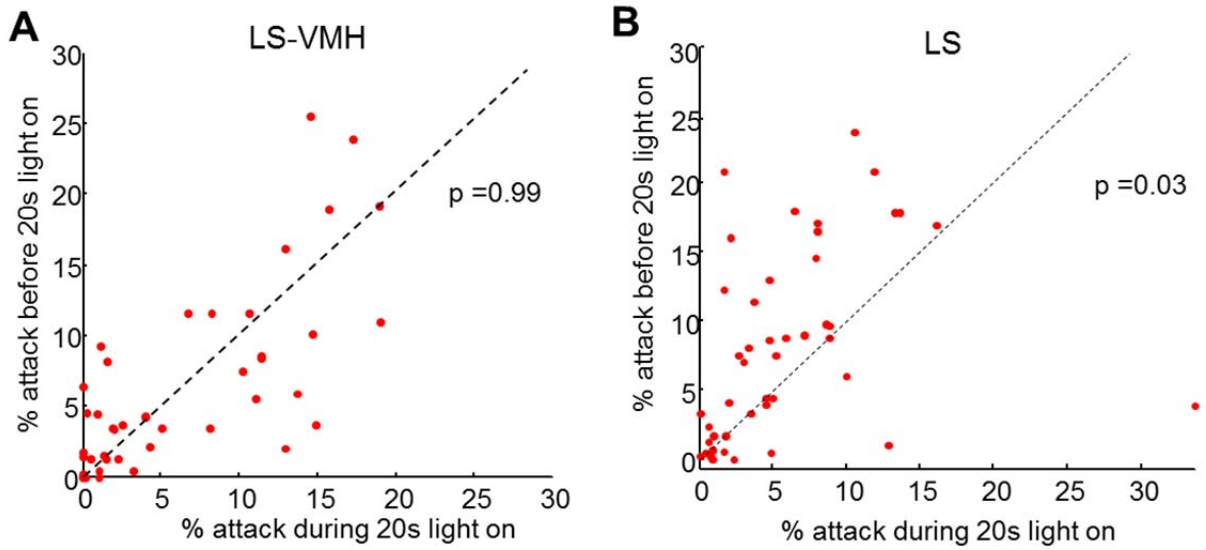 A
LS-VMH
30
25
20
15
10
5
0
% attack before 20s light on
p =0.99
0 5 10 15 20 25 30
% attack during 20s light on
B
LS
30
25
20
15
10
5
0
% attack before 20s light on
p =0.03
0 5 10 15 20 25 30
% attack during 20s light on